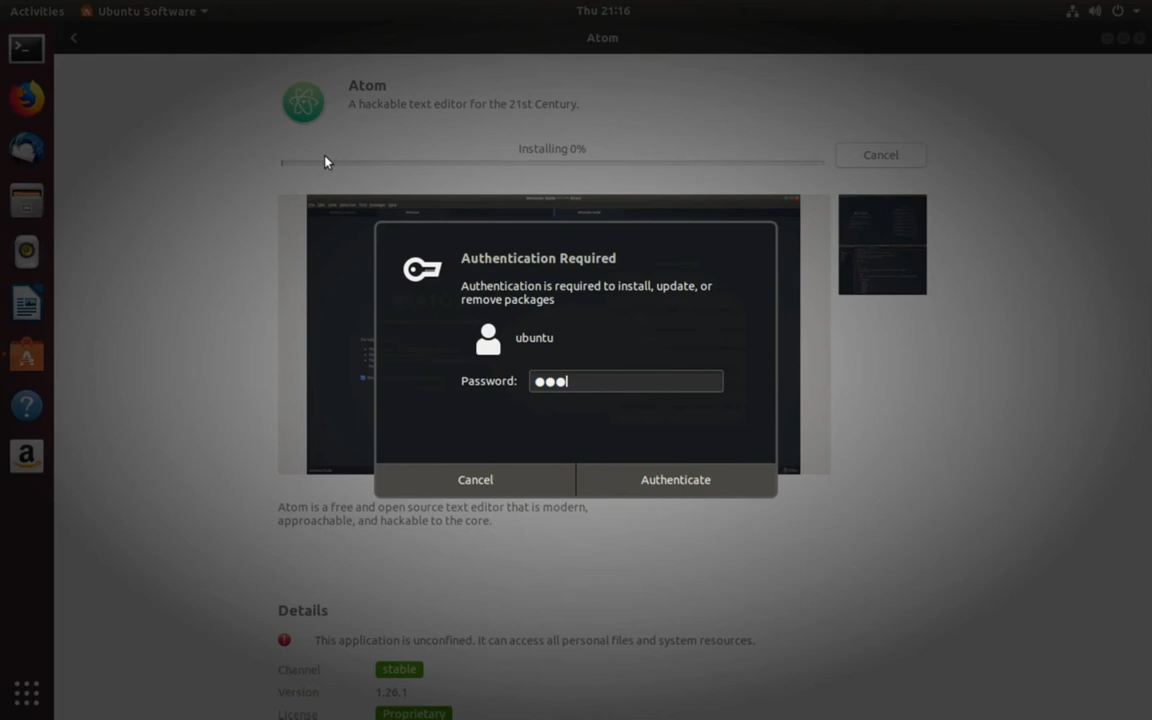 Activities
Ubuntu Software
Thu 21:16
Atom
Atom
A hackable text editor for the 21st Century.
Installing 0%
Cancel
Authentication Required
Authentication is required to install, update, or
remove packages
ubuntu
Password: ●●●
Cancel
Authenticate
Atom is a free and open source text editor that is modern,
approachable, and hackable to the core.
Details
This application is unconfined. It can access all personal files and system resources.
Channel
stable
Version
1.26.1
License
Proprietary